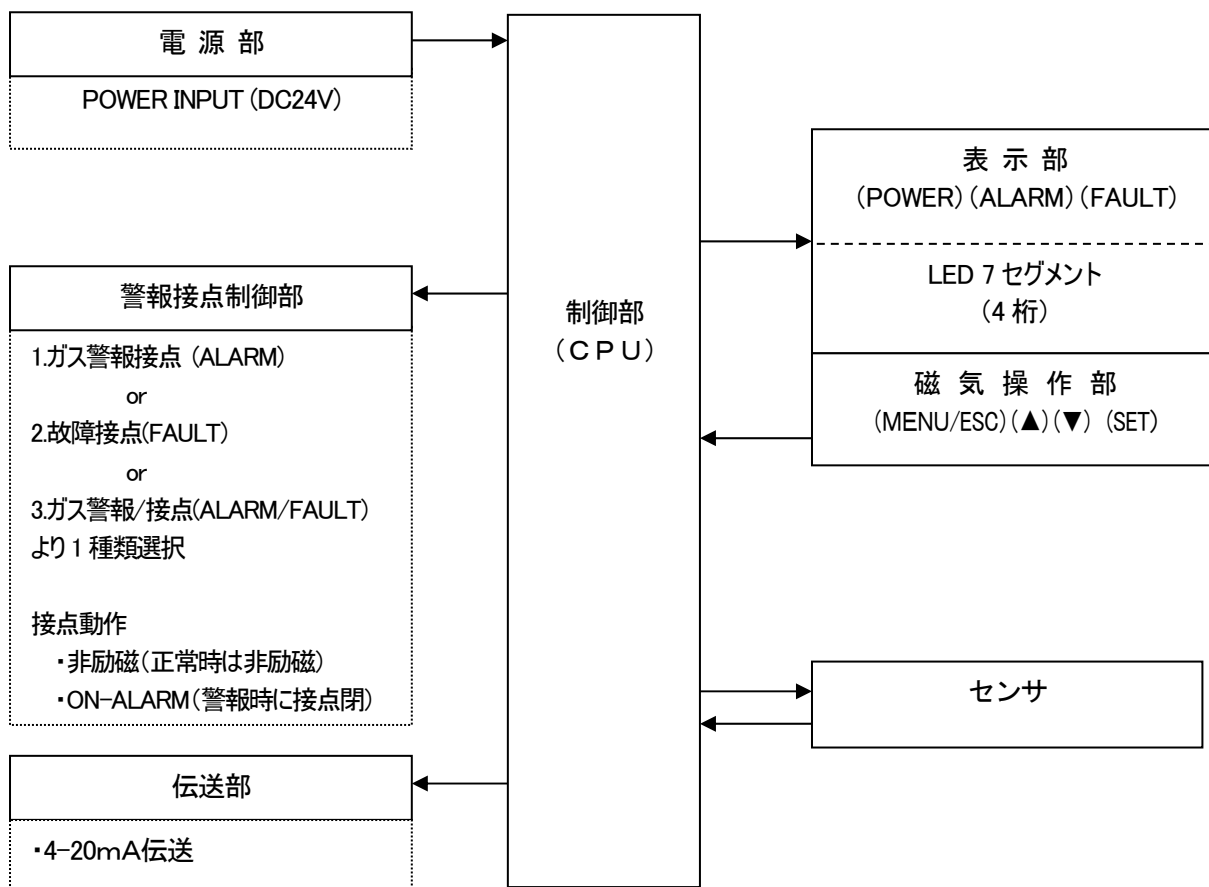 電 源 部
POWER INPUT (DC24V)
警報接点制御部
1.ガス警報接点 (ALARM)
or
2.故障接点(FAULT)
or
3.ガス警報/接点(ALARM/FAULT)
より 1 種類選択
接点動作
・非励磁(正常時は非励磁)
・ON-ALARM(警報時に接点閉)
伝送部
・4-20mA伝送
制御部
(CPU)
表 示 部
(POWER)(ALARM)(FAULT)
LED 7 セグメント
(4 桁)
磁 気 操 作 部
(MENU/ESC)(▲)(▼) (SET)
センサ